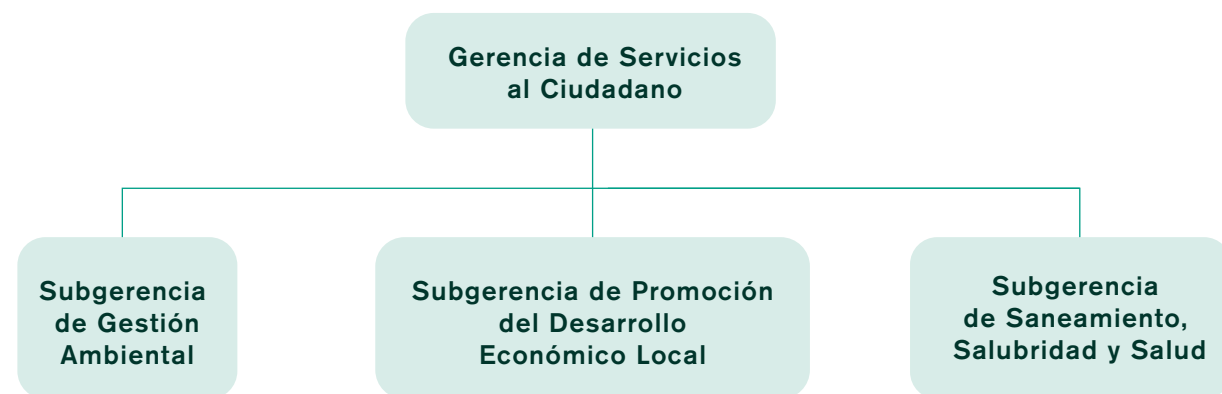 Gerencia de Servicios
al Ciudadano
Subgerencia
de Gestión
Ambiental
Subgerencia de Promoción
del Desarrollo
Económico Local
Subgerencia
de Saneamiento,
Salubridad y Salud